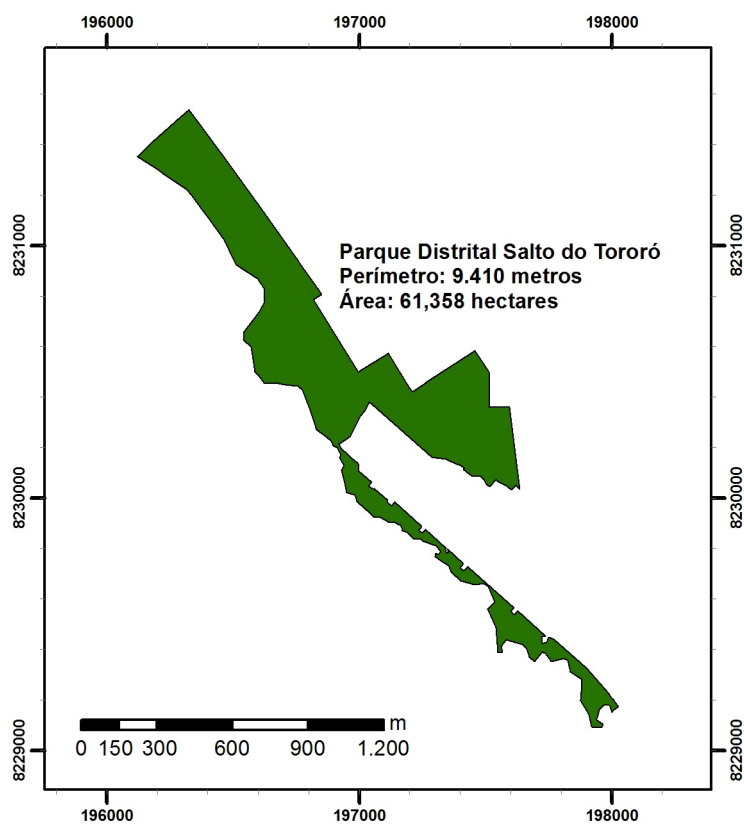 196000 197000 198000
Parque Distrital Salto do Tororó
Perímetro: 9.410 metros
Área: 61,358 hectares
8231000 8231000
8230000 8230000
8229000 8229000
m
0 150 300 600 900 1.200
196000 197000 198000